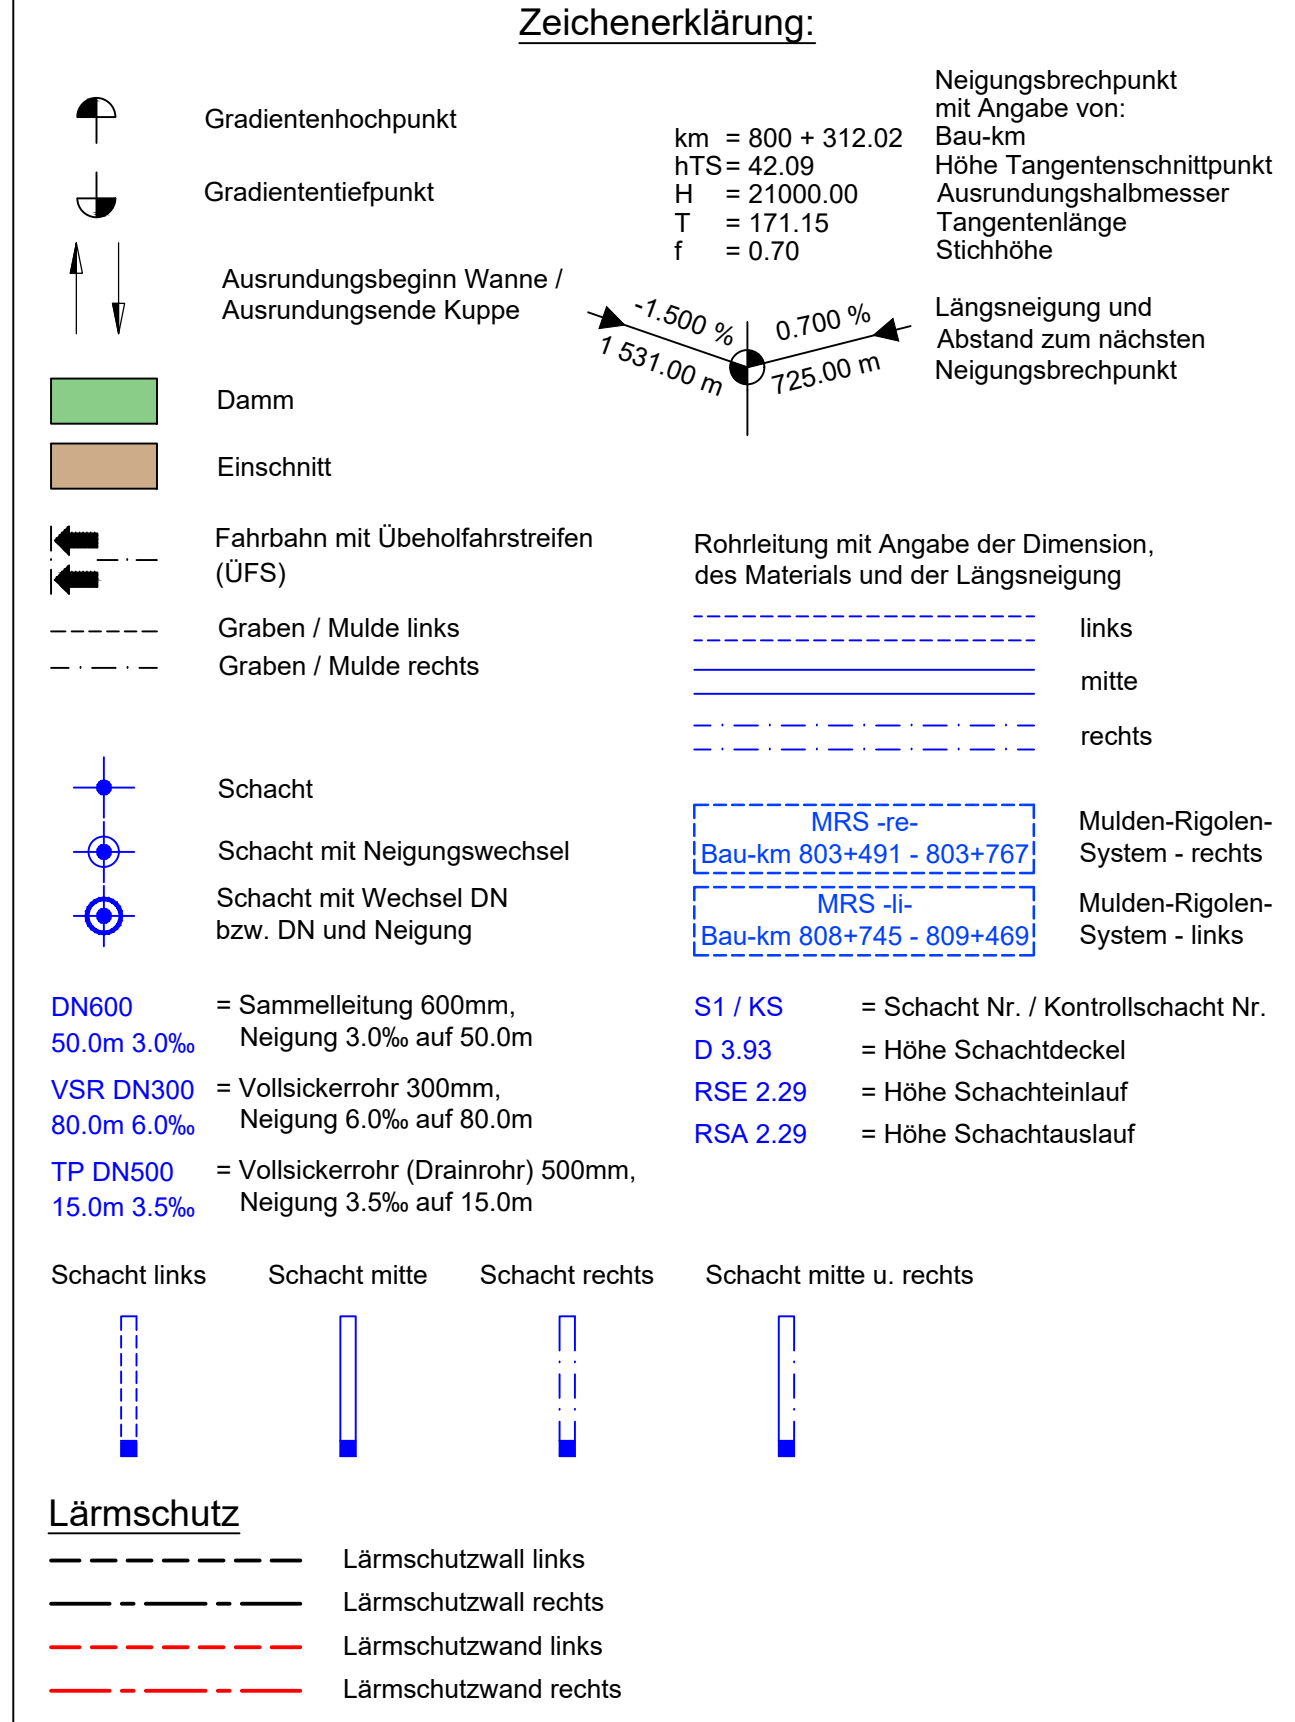 Zeichenerklärung:
Gradientenhochpunkt
Gradiententiefpunkt
Ausrundungsbeginn Wanne /
Ausrundungsende Kuppe
Damm
Einschnitt
Fahrbahn mit Übeholfahrstreifen
(ÜFS)
Graben / Mulde links
Graben / Mulde rechts
Neigungsbrechpunkt
mit Angabe von:
km = 800 + 312.02 Bau-km
hTS = 42.09 Höhe Tangentenschnittpunkt
H = 21000.00 Ausrundungshalbmesser
T = 171.15 Tangentenlänge
f = 0.70 Stichhöhe
-1.500 %
1 531.00 m
0.700 %
725.00 m
Längsneigung und
Abstand zum nächsten
Neigungsbrechpunkt
Rohrleitung mit Angabe der Dimension,
des Materials und der Längsneigung
links
mitte
rechts
Schacht
Schacht mit Neigungswechsel
Schacht mit Wechsel DN
bzw. DN und Neigung
MRS -re-
Bau-km 803+491 - 803+767
Mulden-Rigolen-
System - rechts
MRS -li-
Bau-km 808+745 - 809+469
Mulden-Rigolen-
System - links
DN600 = Sammelleitung 600mm,
50.0m 3.0‰ Neigung 3.0‰ auf 50.0m
VSR DN300 = Vollsickerrohr 300mm,
80.0m 6.0‰ Neigung 6.0‰ auf 80.0m
TP DN500 = Vollsickerrohr (Drainrohr) 500mm,
15.0m 3.5‰ Neigung 3.5‰ auf 15.0m
S1 / KS = Schacht Nr. / Kontrollschacht Nr.
D 3.93 = Höhe Schachtdeckel
RSE 2.29 = Höhe Schachteinlauf
RSA 2.29 = Höhe Schachtauslauf
Schacht links Schacht mitte Schacht rechts Schacht mitte u. rechts
Lärmschutz
Lärmschutzwall links
Lärmschutzwall rechts
Lärmschutzwand links
Lärmschutzwand rechts